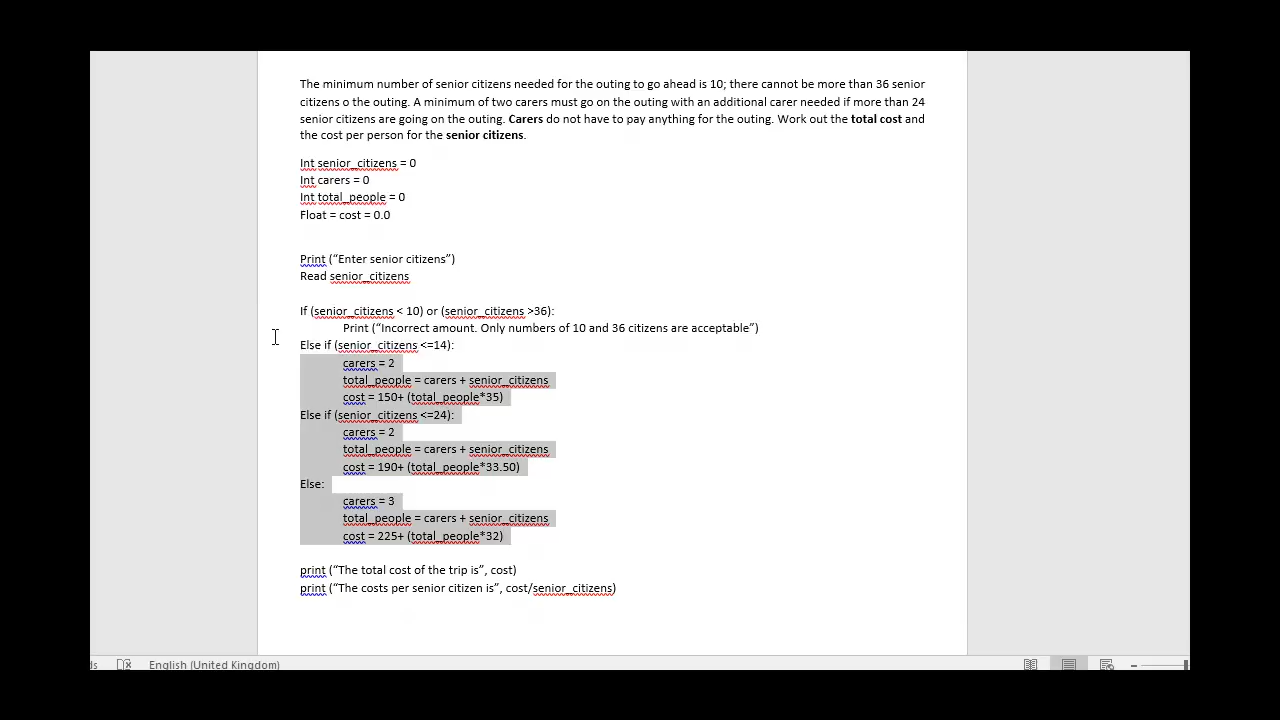 The minimum number of senior citizens needed for the outing to go ahead is 10; there cannot be more than 36 senior
citizens o the outing. A minimum of two carers must go on the outing with an additional carer needed if more than 24
senior citizens are going on the outing. Carers do not have to pay anything for the outing. Work out the total cost and
the cost per person for the senior citizens.
Int senior_citizens = 0
Int carers = 0
Int total_people = 0
Float = cost = 0.0
Print (“Enter senior citizens”)
Read senior_citizens
If (senior_citizens < 10) or (senior_citizens >36):
Print (“Incorrect amount. Only numbers of 10 and 36 citizens are acceptable”)
Else if (senior_citizens <=14):
carers = 2
total_people = carers + senior_citizens
cost = 150+ (total_people*35)
Else if (senior_citizens <=24):
carers = 2
total_people = carers + senior_citizens
cost = 190+ (total_people*33.50)
Else:
carers = 3
total_people = carers + senior_citizens
cost = 225+ (total_people*32)
print (“The total cost of the trip is”, cost)
print (“The costs per senior citizen is”, cost/senior_citizens)
ds English (United Kingdom)